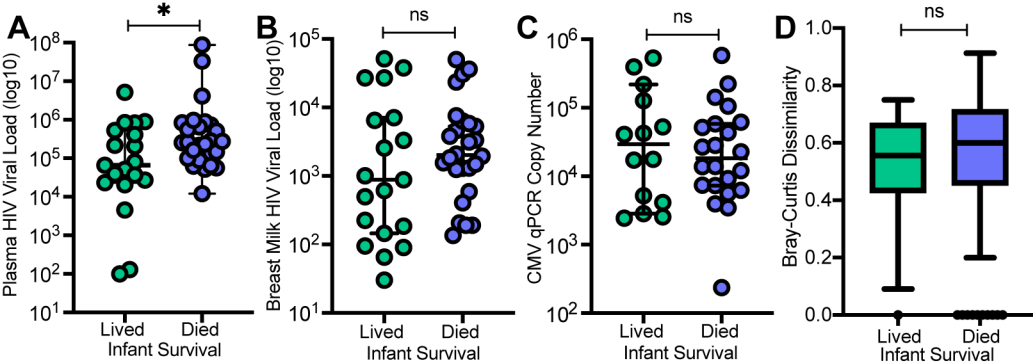 A
*
Plasma HIV Viral Load (log10)
10^8
10^7
10^6
10^5
10^4
10^3
10^2
10^1
Lived Died
Infant Survival
B
ns
Breast Milk HIV Viral Load (log10)
10^5
10^4
10^3
10^2
10^1
Lived Died
Infant Survival
C
ns
CMV qPCR Copy Number
10^6
10^5
10^4
10^3
10^2
Lived Died
Infant Survival
D
ns
Bray-Curtis Dissimilarity
1.0
0.8
0.6
0.4
0.2
0.0
Lived Died
Infant Survival